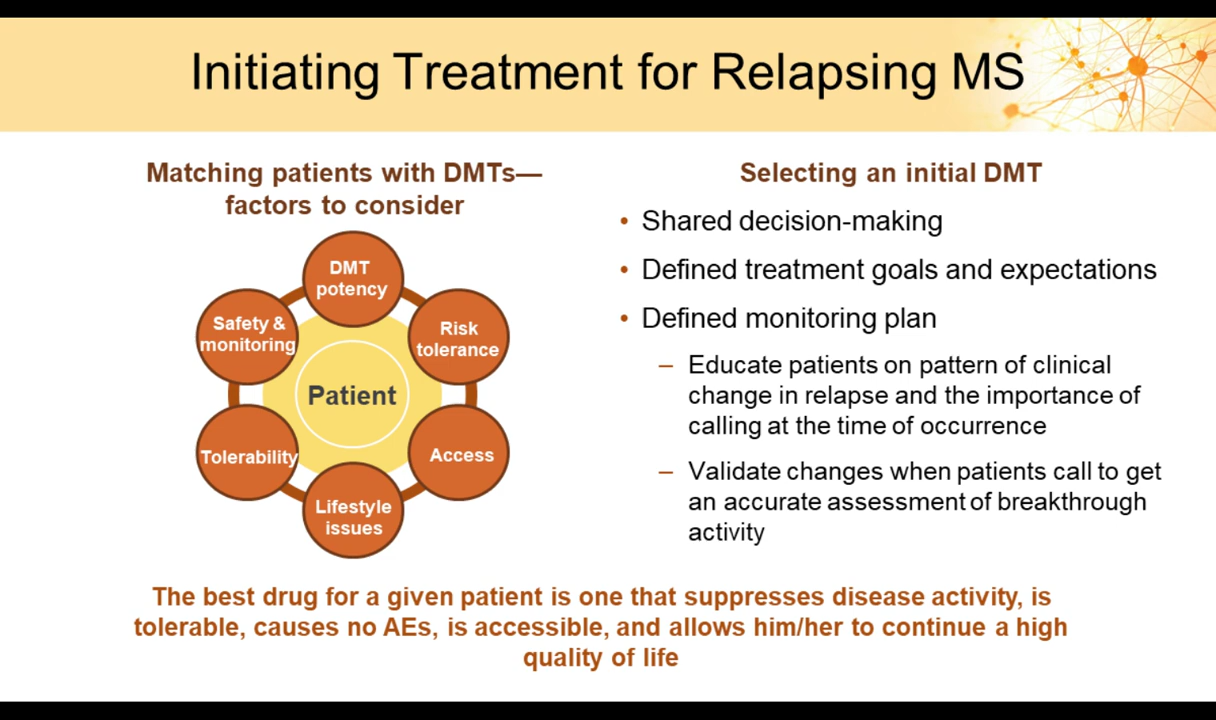 Initiating Treatment for Relapsing MS
Matching patients with DMTs—
factors to consider
DMT
potency
Risk
tolerance
Access
Lifestyle
issues
Tolerability
Safety &
monitoring
Patient
Selecting an initial DMT
• Shared decision-making
• Defined treatment goals and expectations
• Defined monitoring plan
– Educate patients on pattern of clinical
change in relapse and the importance of
calling at the time of occurrence
– Validate changes when patients call to get
an accurate assessment of breakthrough
activity
The best drug for a given patient is one that suppresses disease activity, is
tolerable, causes no AEs, is accessible, and allows him/her to continue a high
quality of life